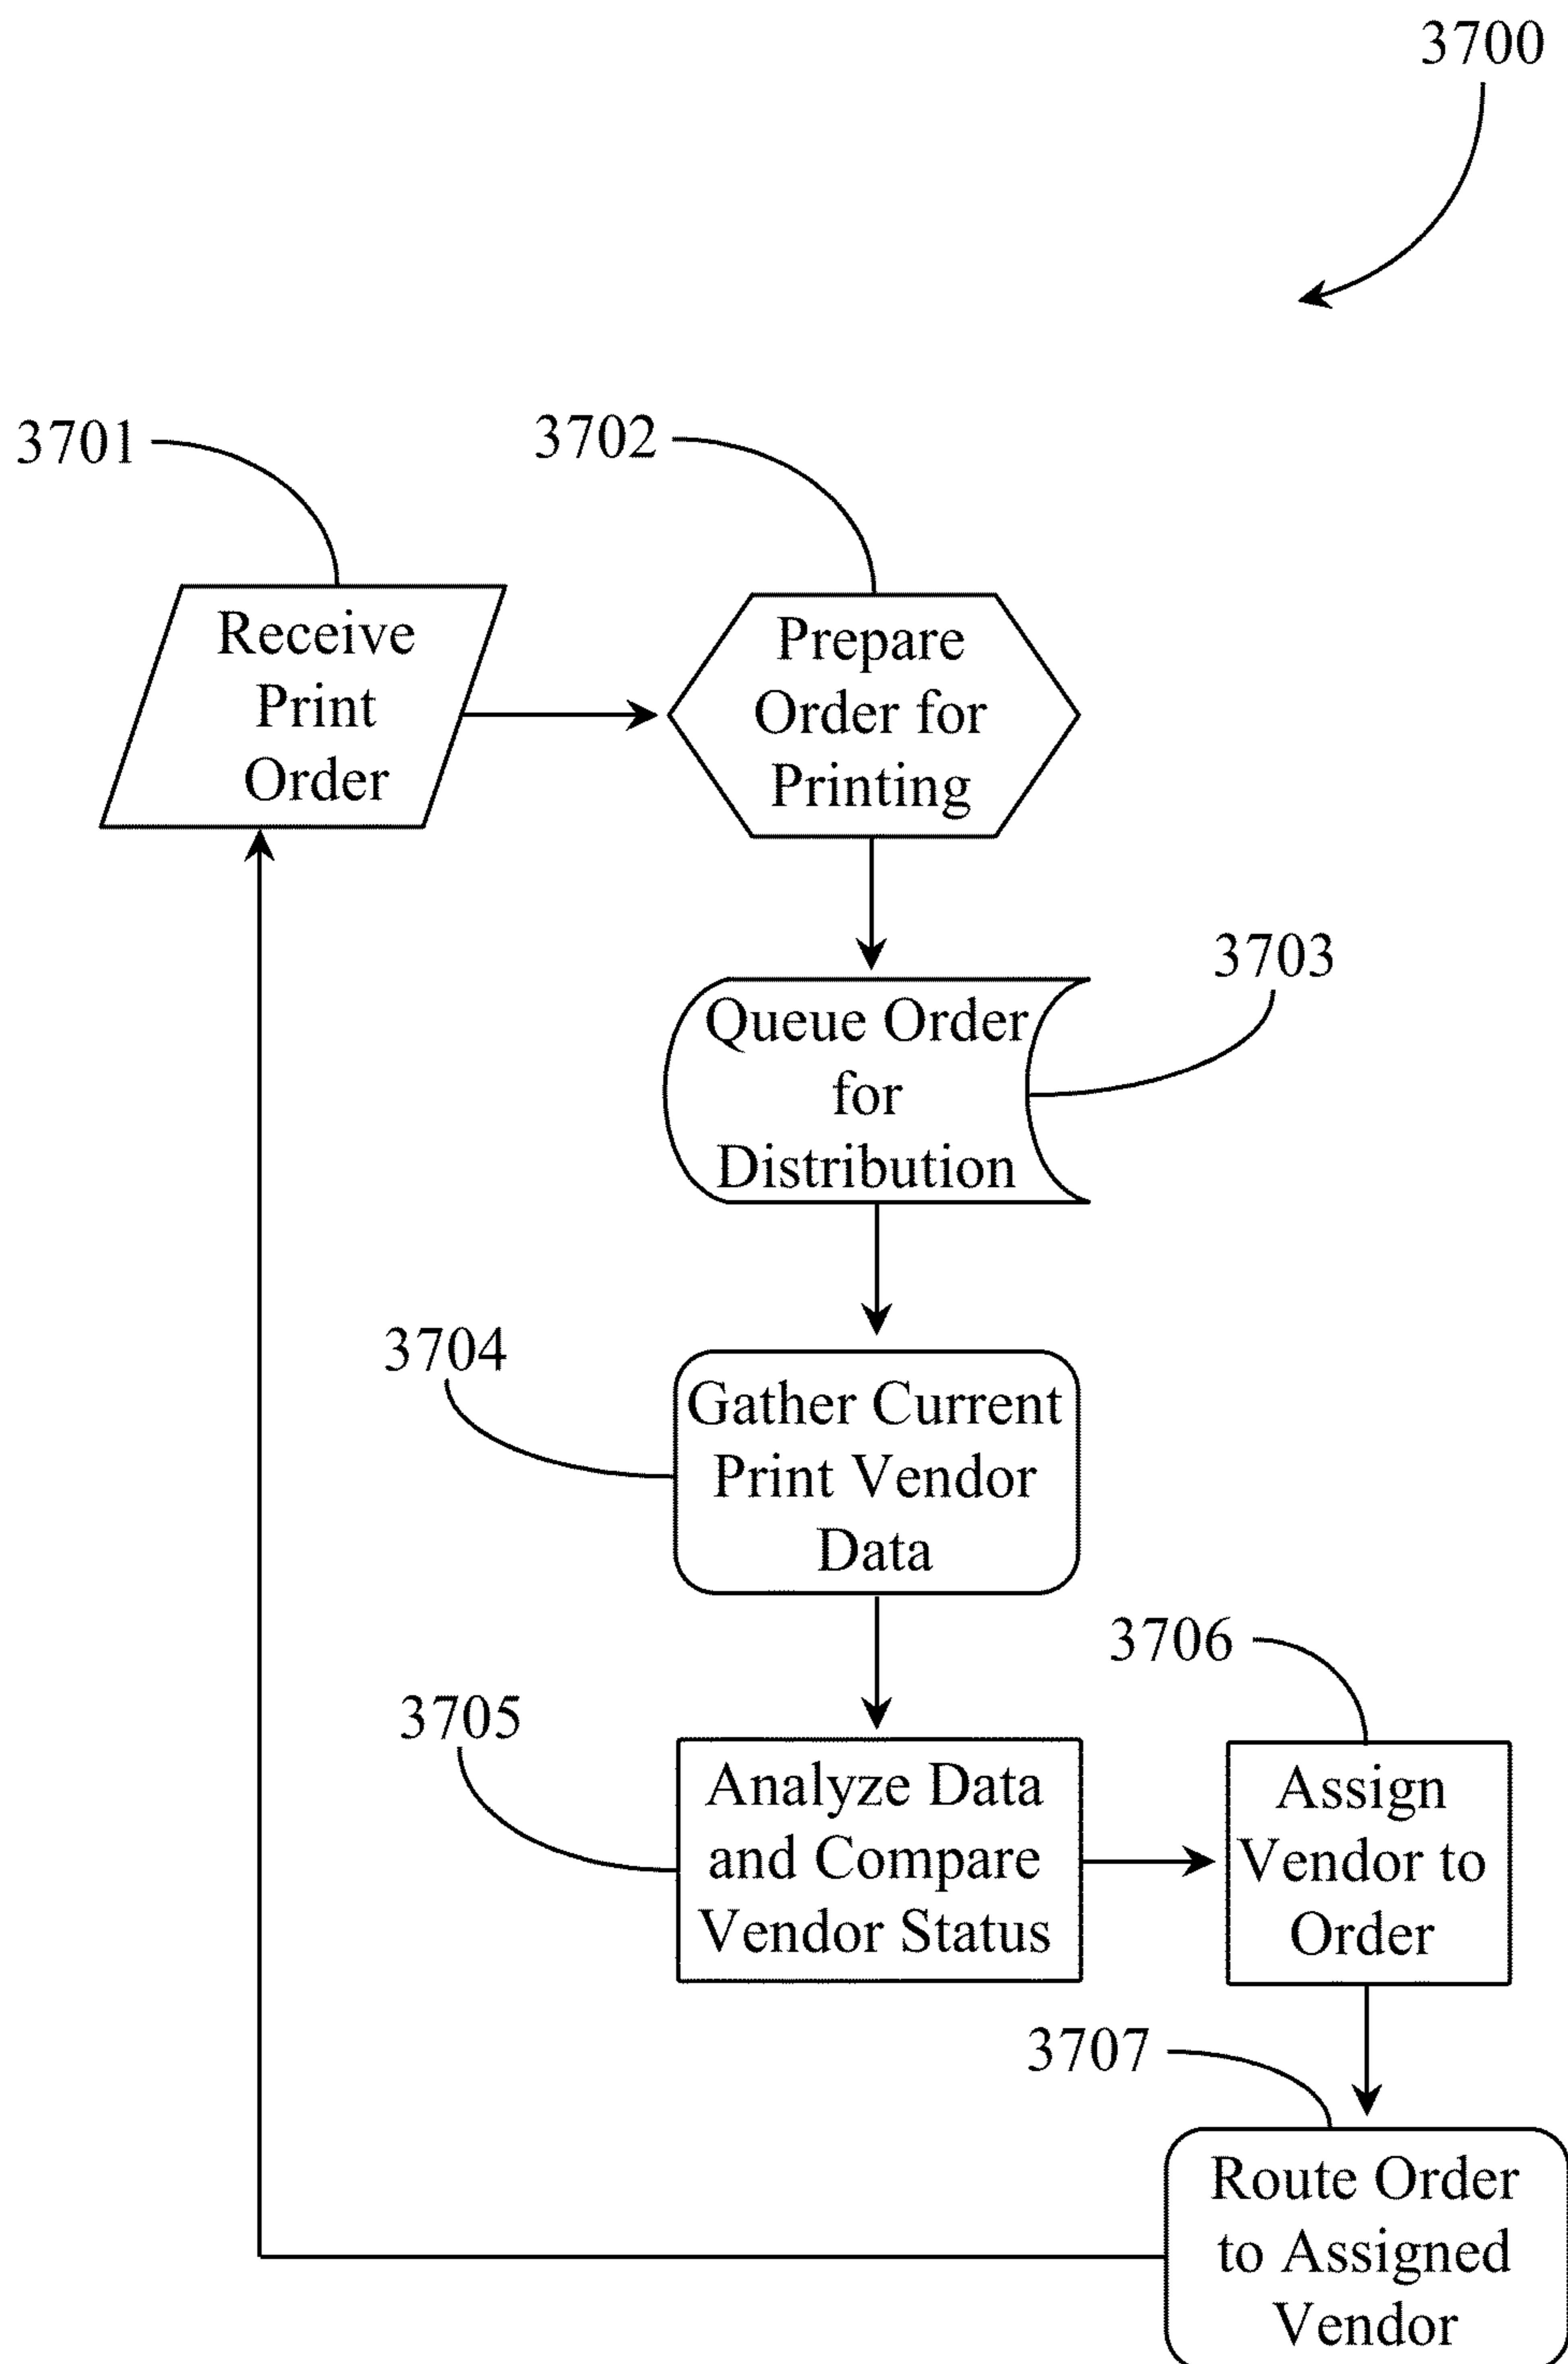 3700
3701
3702
Receive
Print
Order
Prepare
Order for
Printing
3703
Queue Order
for
Distribution
3704
Gather Current
Print Vendor
Data
3705
Analyze Data
and Compare
Vendor Status
3706
Assign
Vendor to
Order
3707
Route Order
to Assigned
Vendor